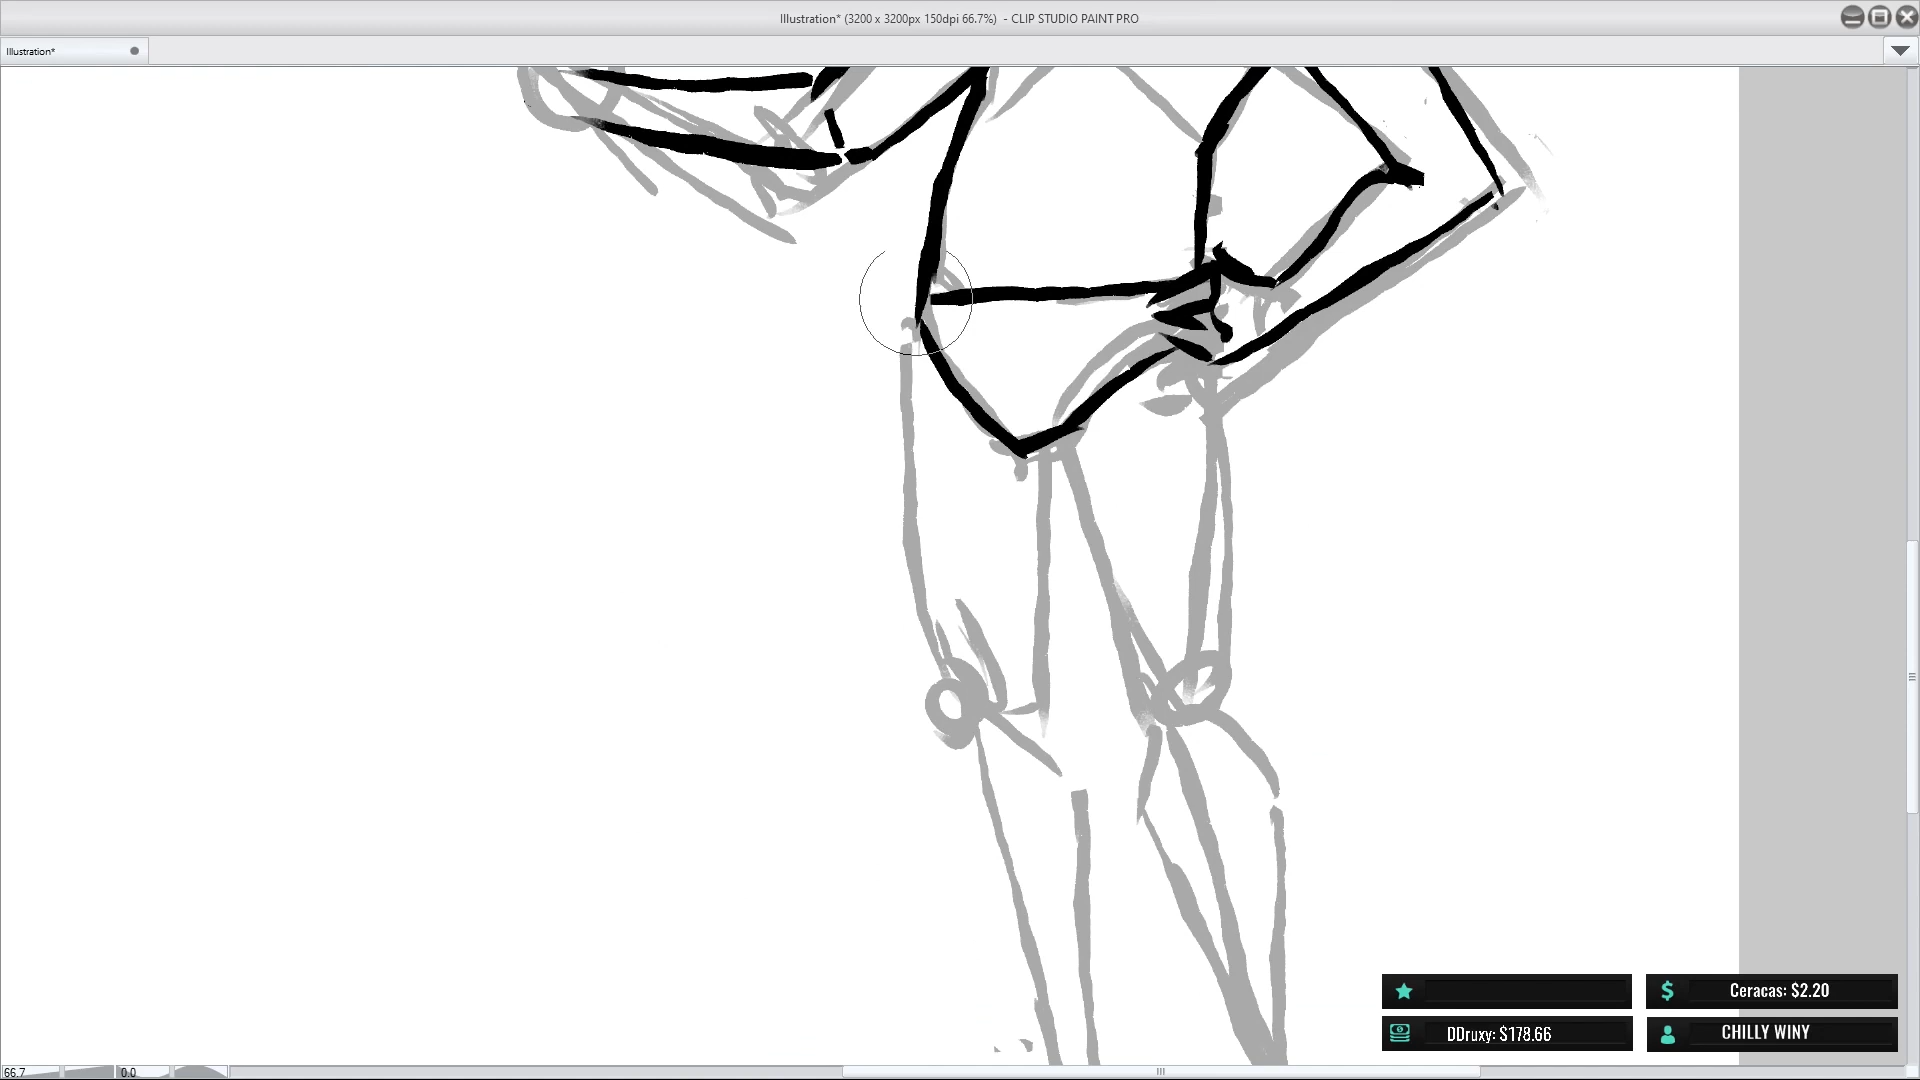 Illustration* (3200 x 3200px 150dpi 66.7%) - CLIP STUDIO PAINT PRO
Illustration*
Ceracas: $2.20
DDruxy: $178.66
CHILLY WINY
66.7
0.0